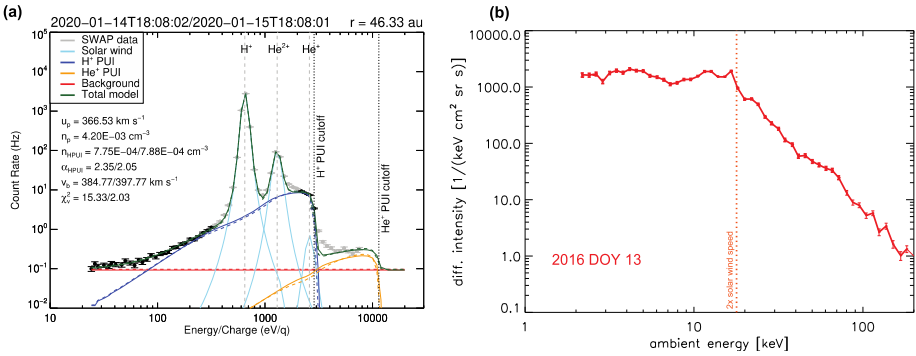 (a)
2020-01-14T18:08:02/2020-01-15T18:08:01 r = 46.33 au
H⁺ He²⁺ He⁺
SWAP data
Solar wind
H⁺ PUI
He⁺ PUI
Background
Total model
uₚ = 366.53 km s⁻¹
nₚ = 4.20E−03 cm⁻³
n_HPUI = 7.75E−04/7.88E−04 cm⁻³
α_HPUI = 2.35/2.05
v_b = 384.77/397.77 km s⁻¹
χ²ᵥ = 15.33/2.03
H⁺ PUI cutoff
He⁺ PUI cutoff
Count Rate (Hz)
10⁵
10⁴
10³
10²
10¹
10⁰
10⁻¹
10⁻²
10 100 1000 10000
Energy/Charge (eV/q)
(b)
diff. intensity [1/(keV cm² sr s)]
10000.0
1000.0
100.0
10.0
1.0
0.1
2016 DOY 13
2x solar wind speed
1 10 100
ambient energy [keV]